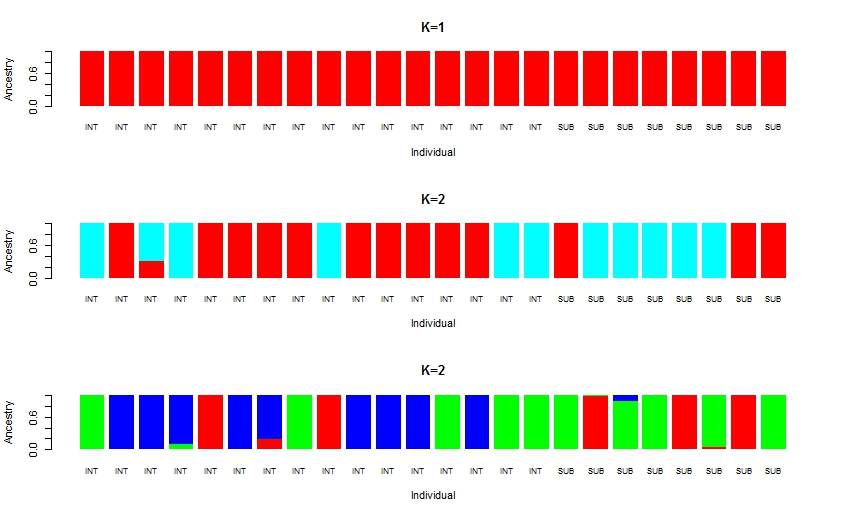 K=1
Ancestry
0.6
0.0
INT INT INT INT INT INT INT INT INT INT INT INT INT INT INT INT SUB SUB SUB SUB SUB SUB SUB SUB
Individual
K=2
Ancestry
0.6
0.0
INT INT INT INT INT INT INT INT INT INT INT INT INT INT INT INT SUB SUB SUB SUB SUB SUB SUB SUB
Individual
K=2
Ancestry
0.6
0.0
INT INT INT INT INT INT INT INT INT INT INT INT INT INT INT INT SUB SUB SUB SUB SUB SUB SUB SUB
Individual